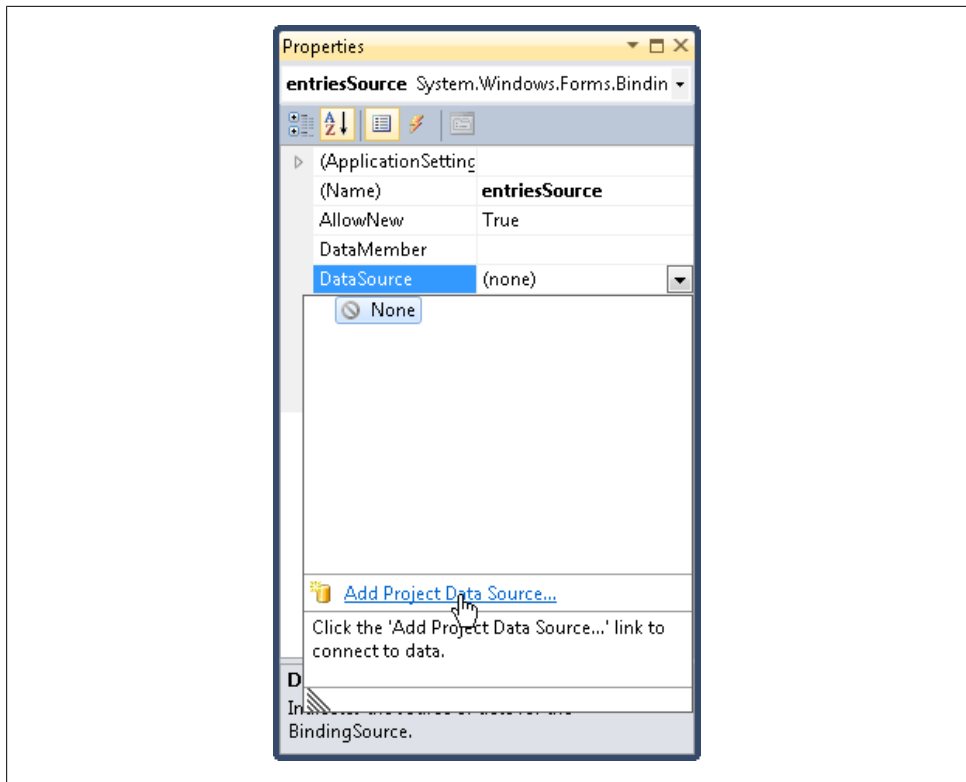 Properties
entriesSource System.Windows.Forms.Bindin
(ApplicationSetting
(Name) entriesSource
AllowNew True
DataMember
DataSource (none)
None
Add Project Data Source...
Click the 'Add Project Data Source...' link to
connect to data.
D
In
BindingSource.